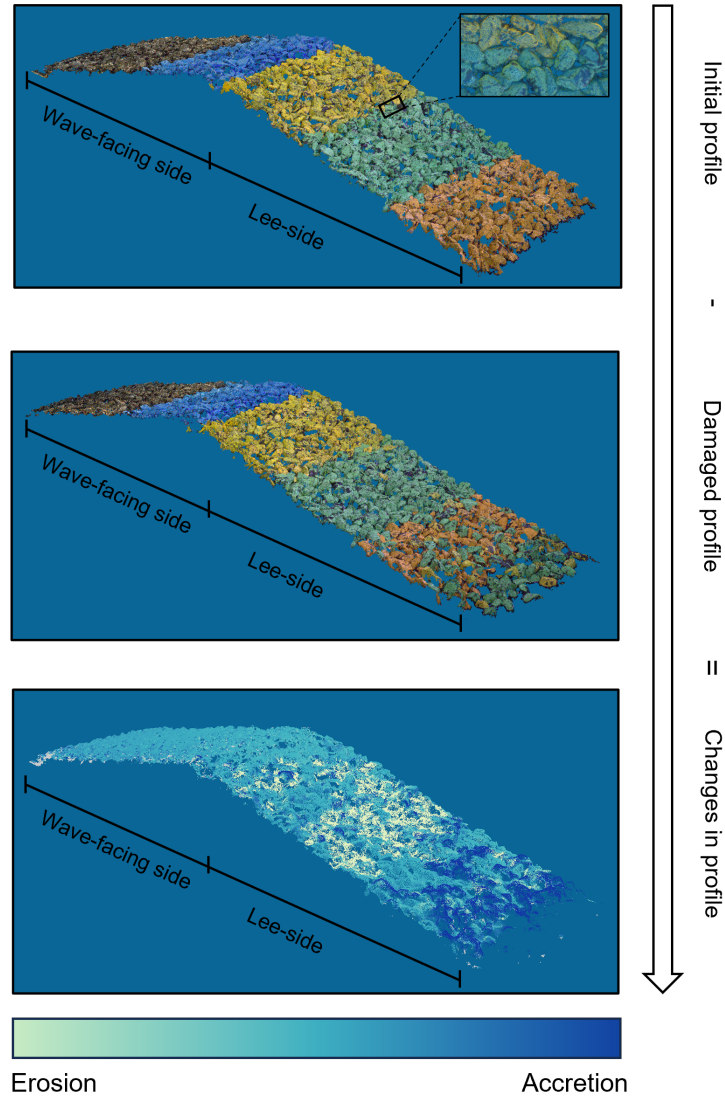 Wave-facing side
Lee-side
Initial profile
-
Wave-facing side
Lee-side
Damaged profile
=
Wave-facing side
Lee-side
Changes in profile
Erosion
Accretion